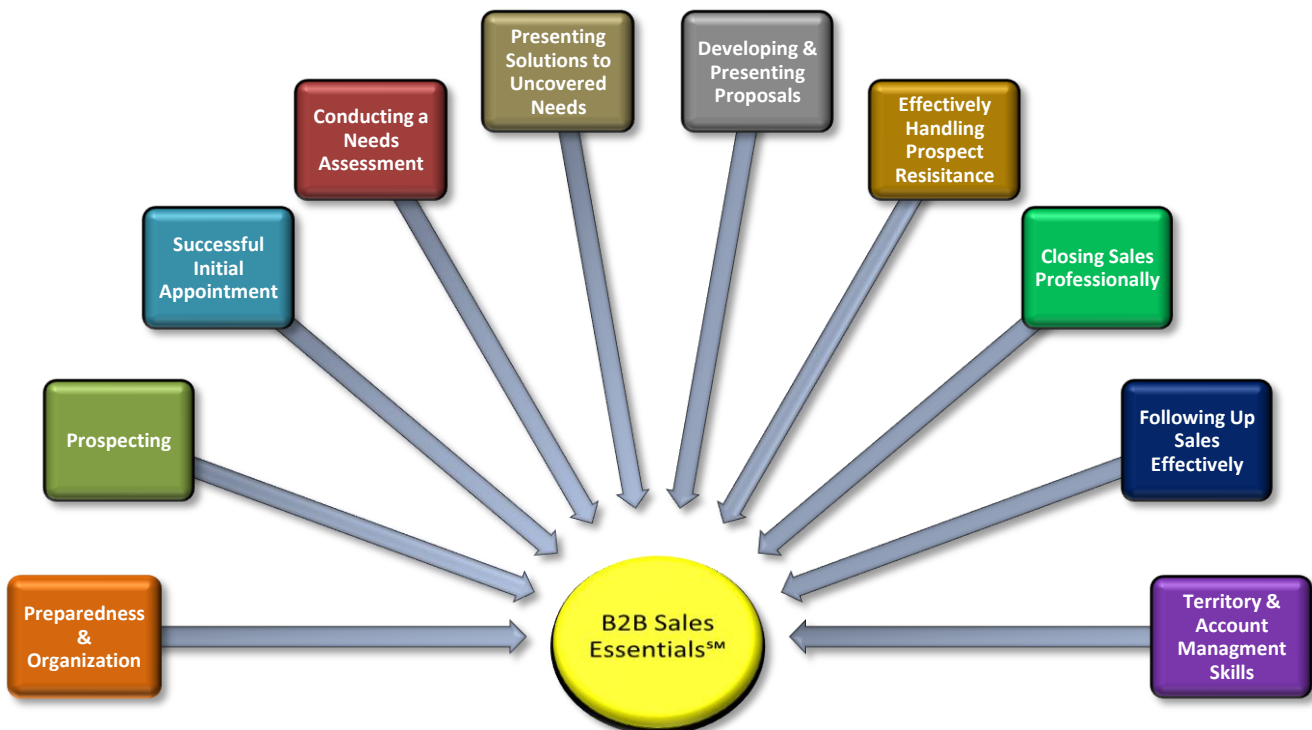 Preparedness
&
Organization
Prospecting
Successful
Initial
Appointment
Conducting a
Needs
Assessment
Presenting
Solutions to
Uncovered
Needs
Developing &
Presenting
Proposals
Effectively
Handling
Prospect
Resisitance
Closing Sales
Professionally
Following Up
Sales
Effectively
Territory &
Account
Managment
Skills
B2B Sales
Essentials℠